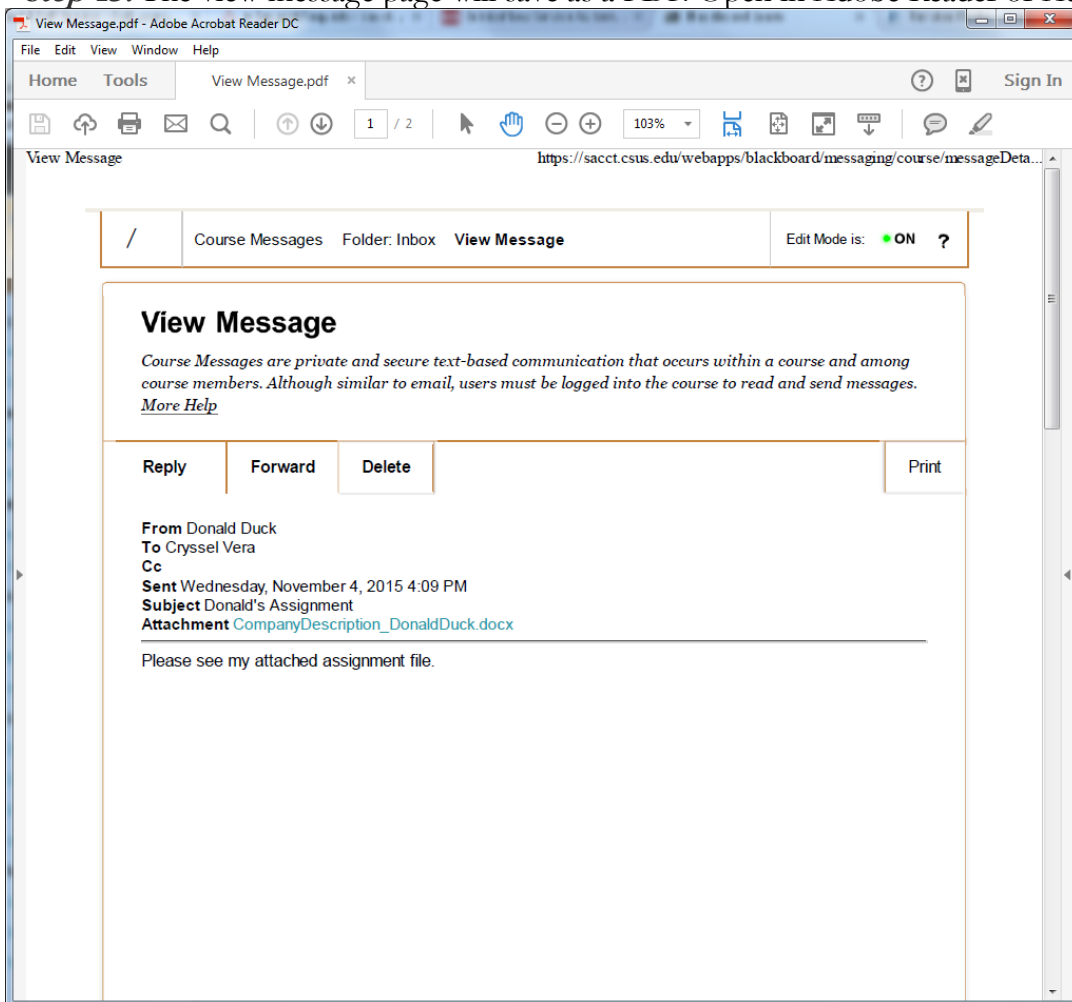 View Message.pdf - Adobe Acrobat Reader DC
File Edit View Window Help
Home Tools View Message.pdf × ? Sign In
1 / 2 103%
View Message https://sacct.csus.edu/webapps/blackboard/messaging/course/messageDeta...
/ Course Messages Folder: Inbox View Message Edit Mode is: ON ?
View Message
Course Messages are private and secure text-based communication that occurs within a course and among
course members. Although similar to email, users must be logged into the course to read and send messages.
More Help
Reply Forward Delete Print
From Donald Duck
To Cryssel Vera
Cc
Sent Wednesday, November 4, 2015 4:09 PM
Subject Donald's Assignment
Attachment CompanyDescription_DonaldDuck.docx
Please see my attached assignment file.